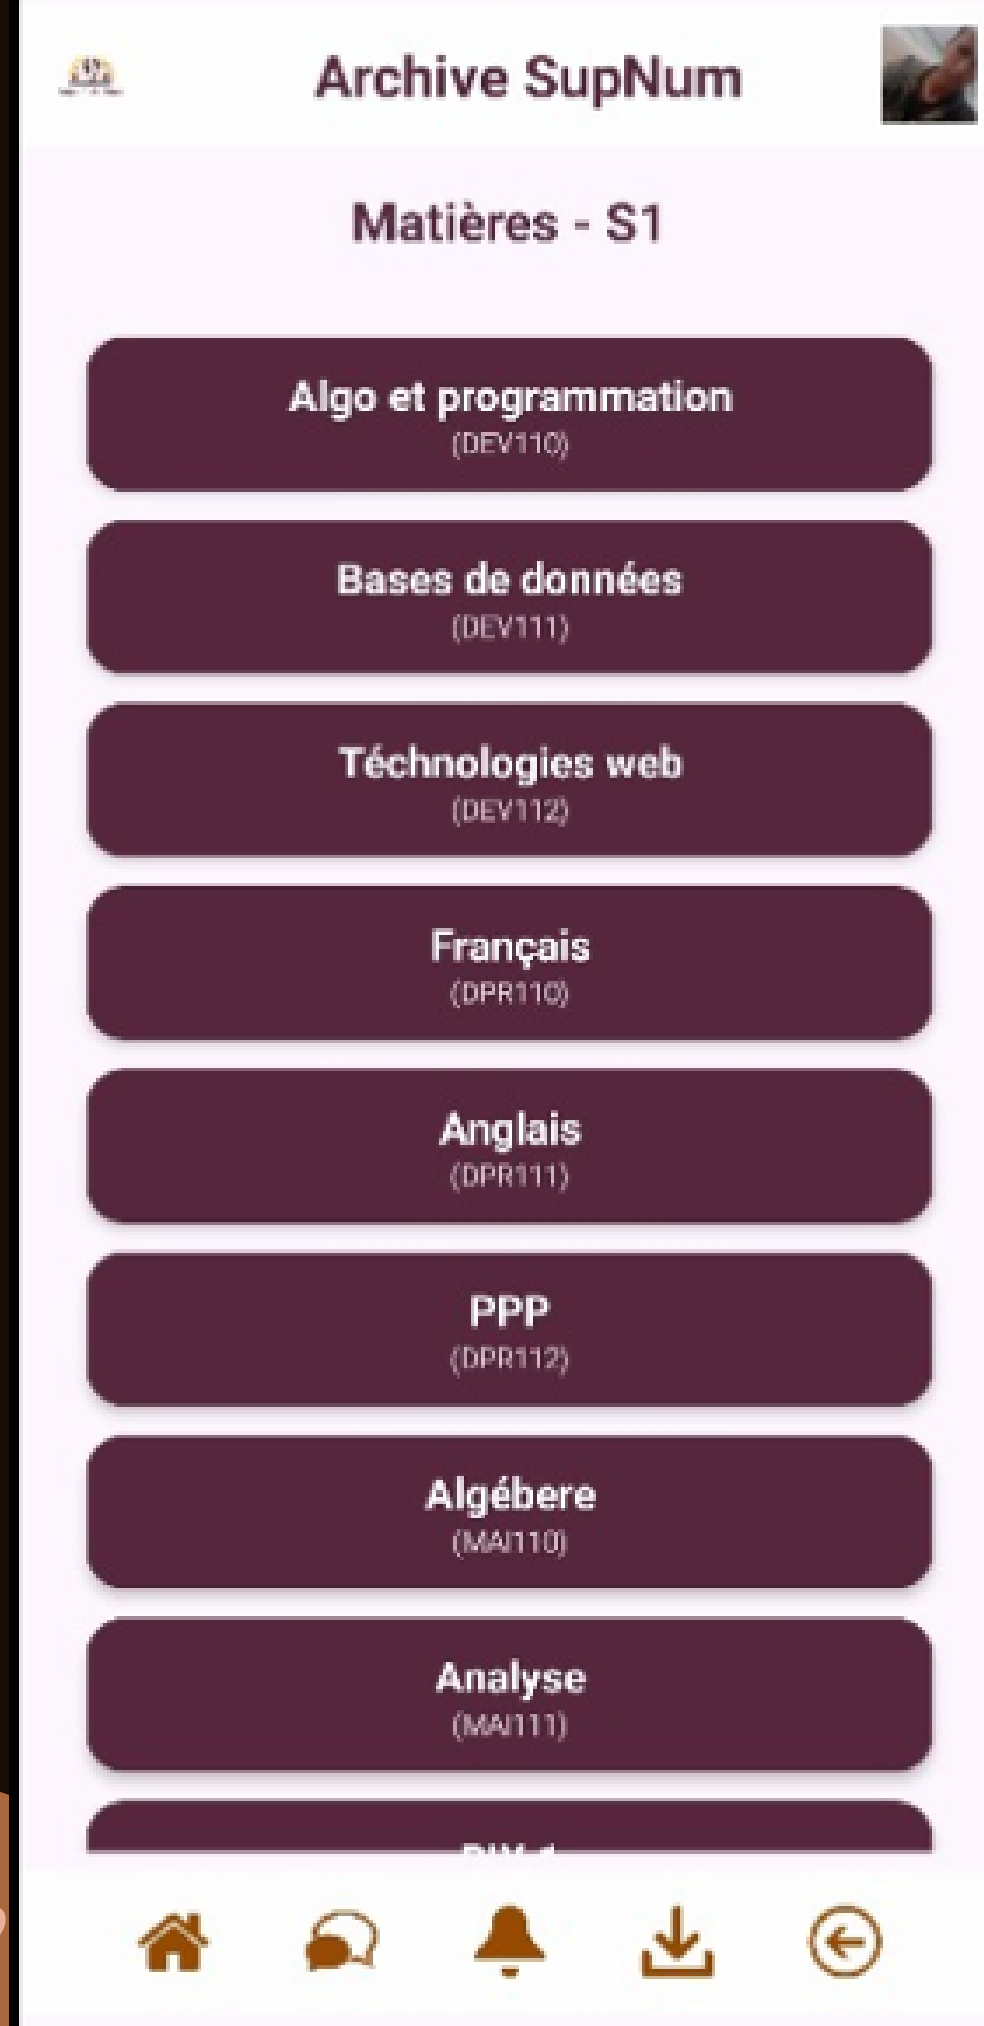 Archive SupNum
Matières - S1
Algo et programmation
(DEV110)
Bases de données
(DEV111)
Téchnologies web
(DEV112)
Français
(DPR110)
Anglais
(DPR111)
PPP
(DPR112)
Algébere
(MAI110)
Analyse
(MAI111)